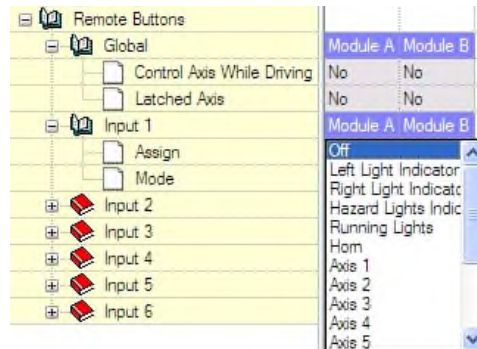 Remote Buttons
Global Module A Module B
Control Axis While Driving No No
Latched Axis No No
Input 1 Module A Module B
Assign Off
Mode Left Light Indicator
Right Light Indicato
Input 2 Hazard Lights Indic
Input 3 Running Lights
Horn
Input 4 Axis 1
Axis 2
Input 5 Axis 3
Input 6 Axis 4
Axis 5